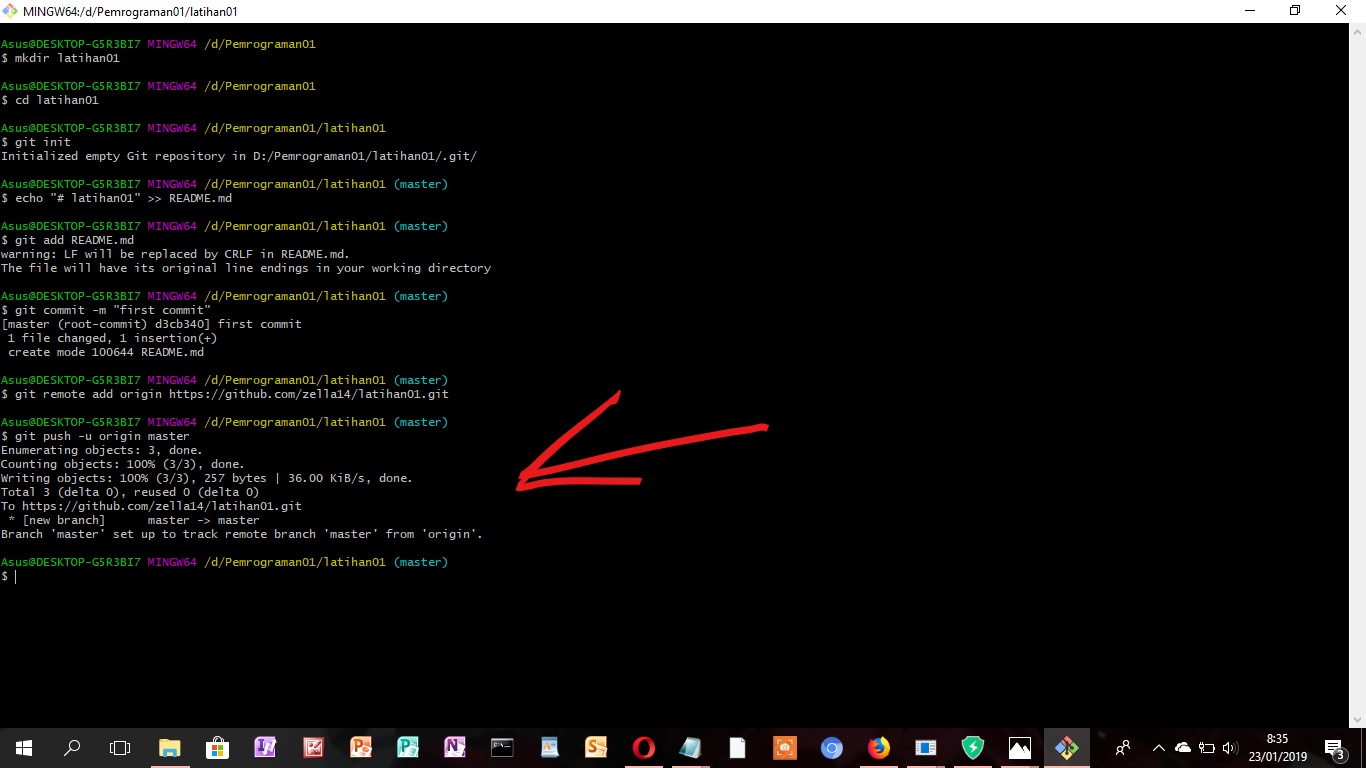 MINGW64:/d/Pemrograman01/latihan01
Asus@DESKTOP-G5R3BI7 MINGW64 /d/Pemrograman01
$ mkdir latihan01
Asus@DESKTOP-G5R3BI7 MINGW64 /d/Pemrograman01
$ cd latihan01
Asus@DESKTOP-G5R3BI7 MINGW64 /d/Pemrograman01/latihan01
$ git init
Initialized empty Git repository in D:/Pemrograman01/latihan01/.git/
Asus@DESKTOP-G5R3BI7 MINGW64 /d/Pemrograman01/latihan01 (master)
$ echo "# latihan01" >> README.md
Asus@DESKTOP-G5R3BI7 MINGW64 /d/Pemrograman01/latihan01 (master)
$ git add README.md
warning: LF will be replaced by CRLF in README.md.
The file will have its original line endings in your working directory
Asus@DESKTOP-G5R3BI7 MINGW64 /d/Pemrograman01/latihan01 (master)
$ git commit -m "first commit"
[master (root-commit) d3cb340] first commit
 1 file changed, 1 insertion(+)
 create mode 100644 README.md
Asus@DESKTOP-G5R3BI7 MINGW64 /d/Pemrograman01/latihan01 (master)
$ git remote add origin https://github.com/zella14/latihan01.git
Asus@DESKTOP-G5R3BI7 MINGW64 /d/Pemrograman01/latihan01 (master)
$ git push -u origin master
Enumerating objects: 3, done.
Counting objects: 100% (3/3), done.
Writing objects: 100% (3/3), 257 bytes | 36.00 KiB/s, done.
Total 3 (delta 0), reused 0 (delta 0)
To https://github.com/zella14/latihan01.git
 * [new branch]      master -> master
Branch 'master' set up to track remote branch 'master' from 'origin'.
Asus@DESKTOP-G5R3BI7 MINGW64 /d/Pemrograman01/latihan01 (master)
$
8:35
23/01/2019
3